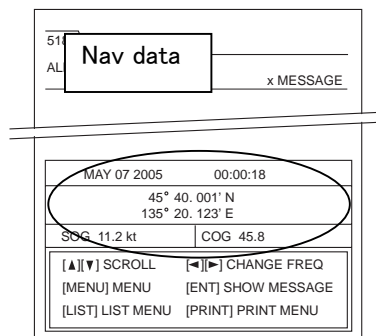 518
Nav data
AL
x MESSAGE
MAY 07 2005 00:00:18
45° 40. 001' N
135° 20. 123' E
SOG 11.2 kt COG 45.8
[▲][▼] SCROLL [◄][►] CHANGE FREQ
[MENU] MENU [ENT] SHOW MESSAGE
[LIST] LIST MENU [PRINT] PRINT MENU